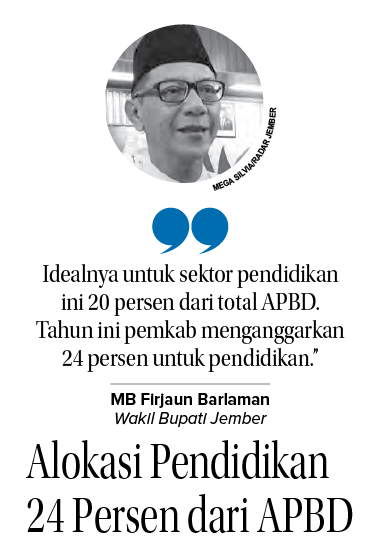 MEGA SILVIA/RADAR JEMBER
Idealnya untuk sektor pendidikan
ini 20 persen dari total APBD.
Tahun ini pemkab menganggarkan
24 persen untuk pendidikan.”
MB Firjaun Barlaman
Wakil Bupati Jember
Alokasi Pendidikan
24 Persen dari APBD